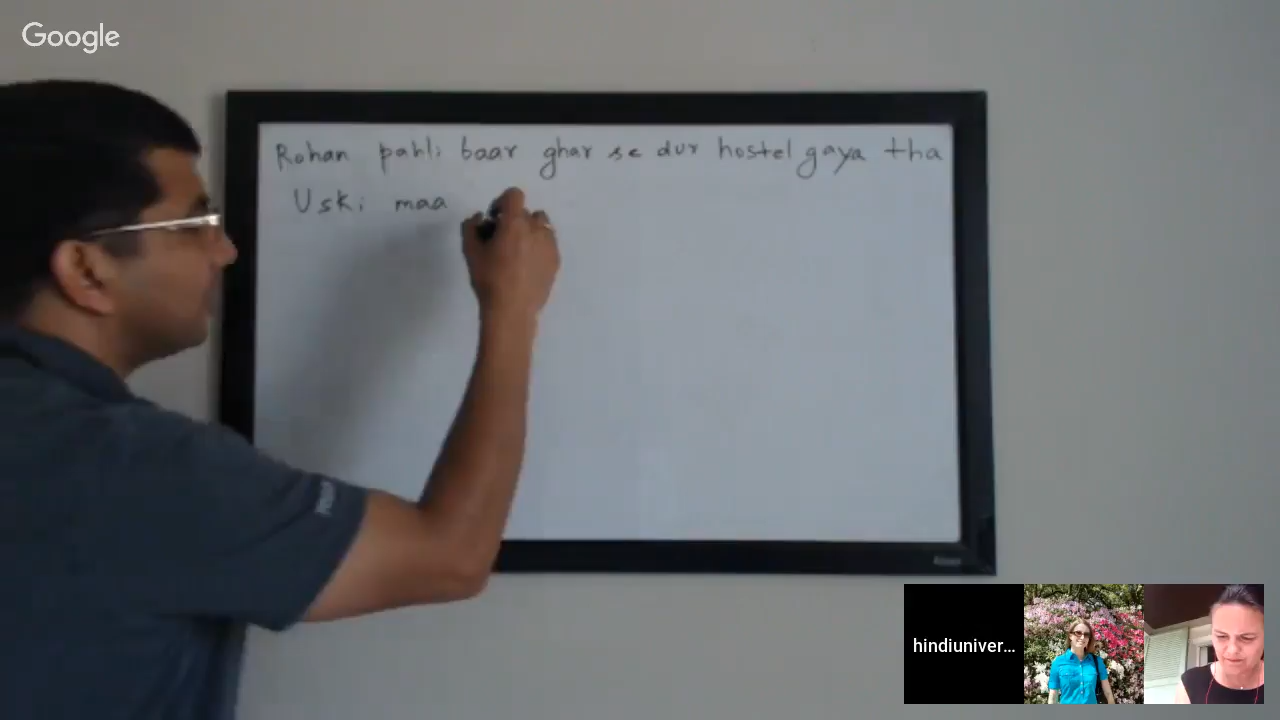 Google
Rohan pahli baar ghar se dur hostel gaya tha
Uski maa
hindiuniver...